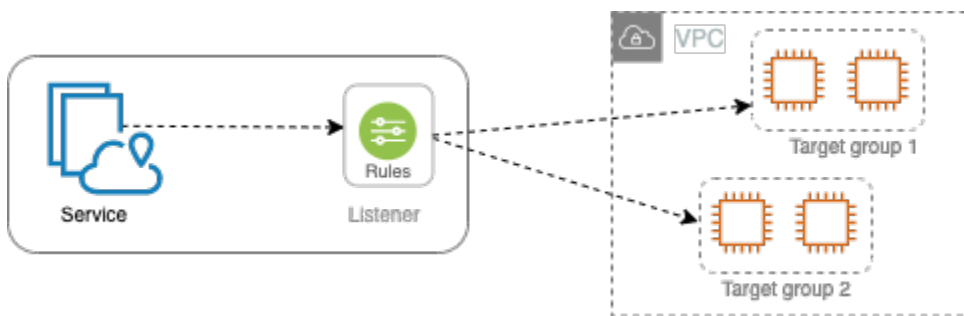 VPC
Target group 1
Rules
Service
Listener
Target group 2